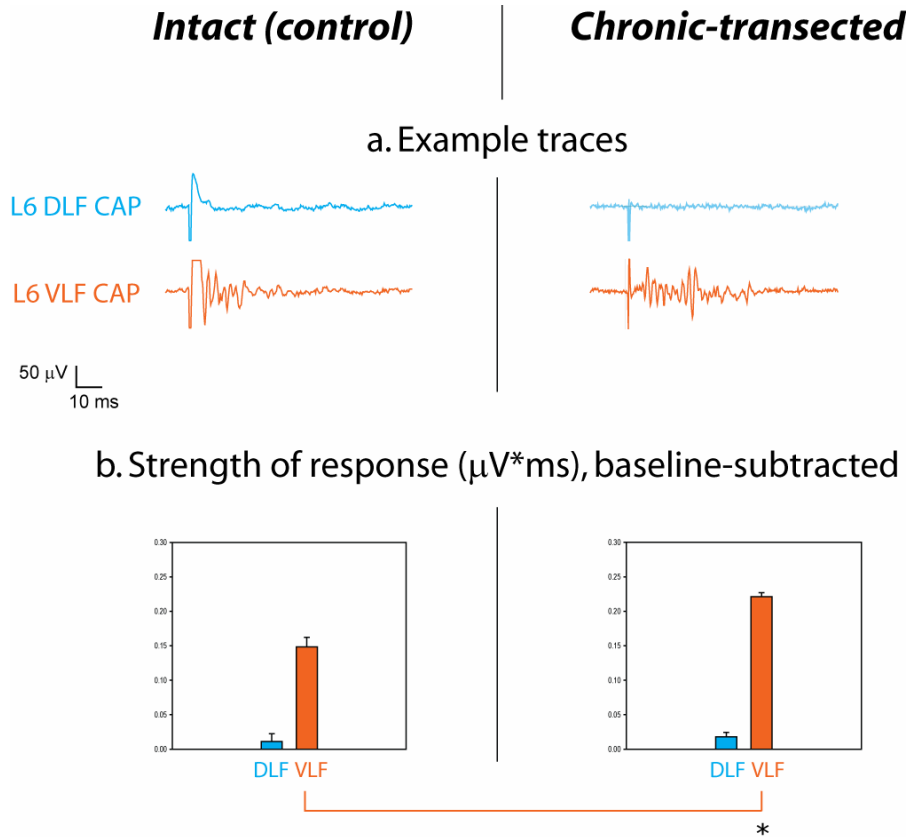 Intact (control) Chronic-transected
a. Example traces
L6 DLF CAP
L6 VLF CAP
50 μV
10 ms
b. Strength of response (μV*ms), baseline-subtracted
0.30 0.30
0.25 0.25
0.20 0.20
0.15 0.15
0.10 0.10
0.05 0.05
0.00 0.00
DLF VLF DLF VLF
*